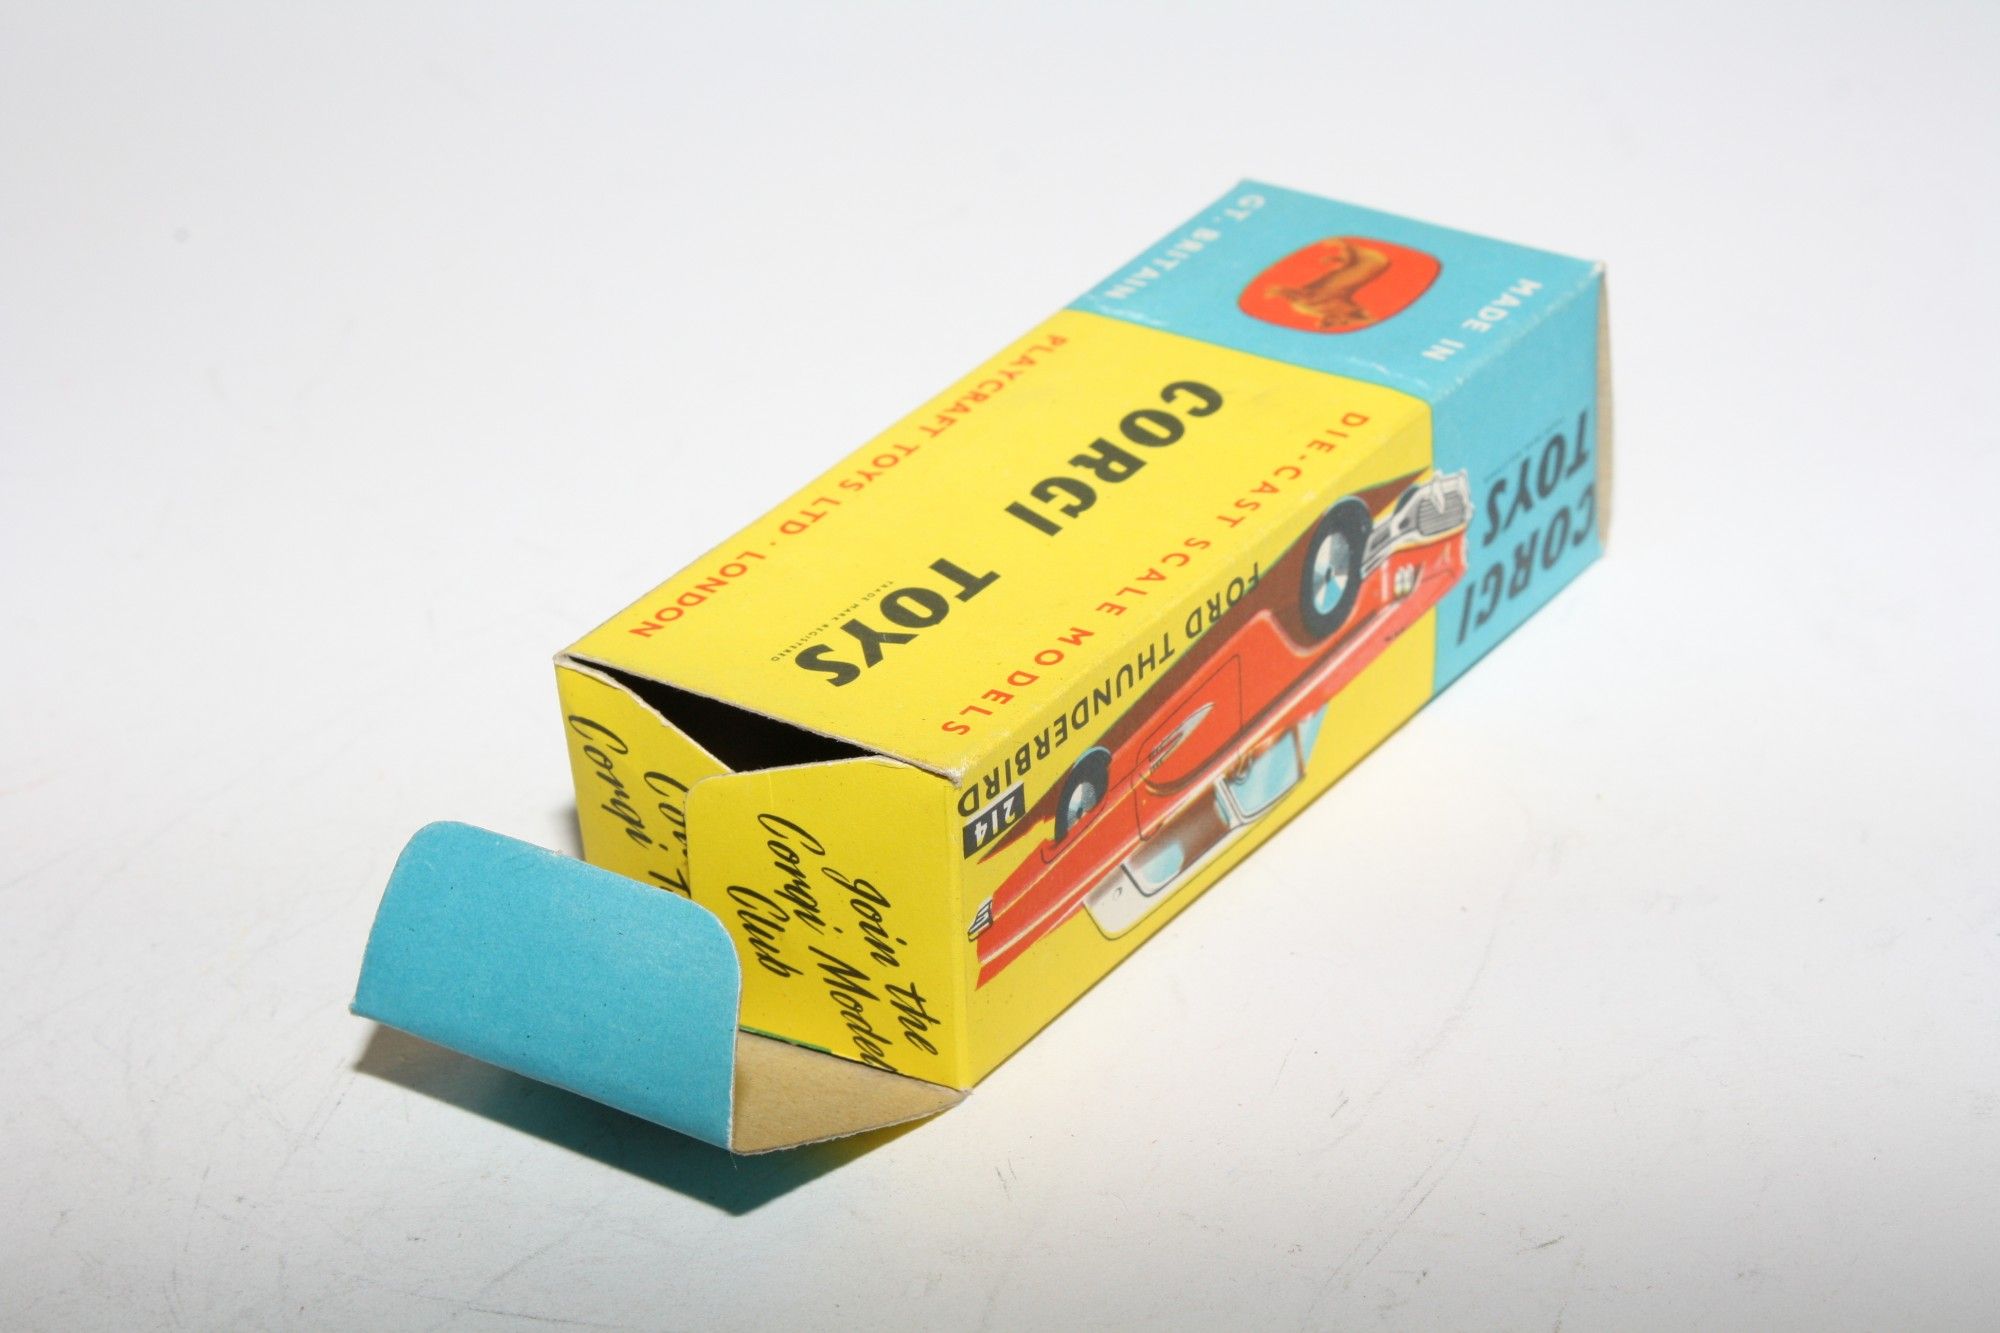 MADE IN
GT. BRITAIN
DIE-CAST SCALE MODELS
CORGI TOYS
TRADE MARK REGISTERED
PLAYCRAFT TOYS LTD · LONDON
CORGI
TOYS
FORD THUNDERBIRD
214
Join the
Corgi Model
Club
Corgi